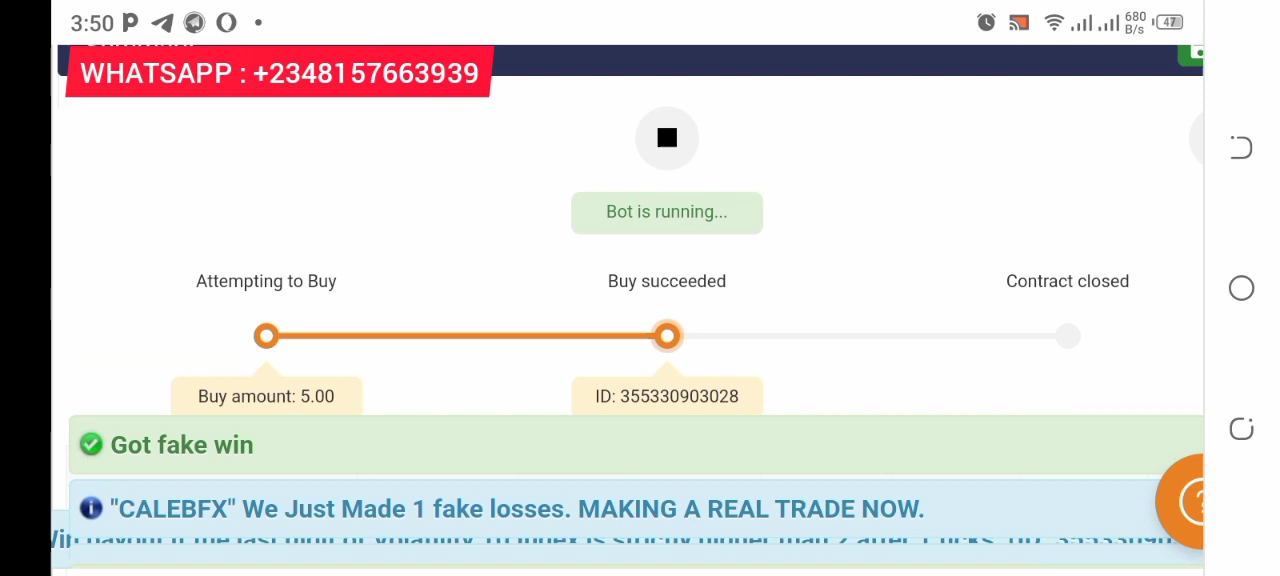 3:50
680
B/s
47
WHATSAPP : +2348157663939
Bot is running...
Attempting to Buy
Buy succeeded
Contract closed
Buy amount: 5.00
ID: 355330903028
Got fake win
"CALEBFX" We Just Made 1 fake losses. MAKING A REAL TRADE NOW.